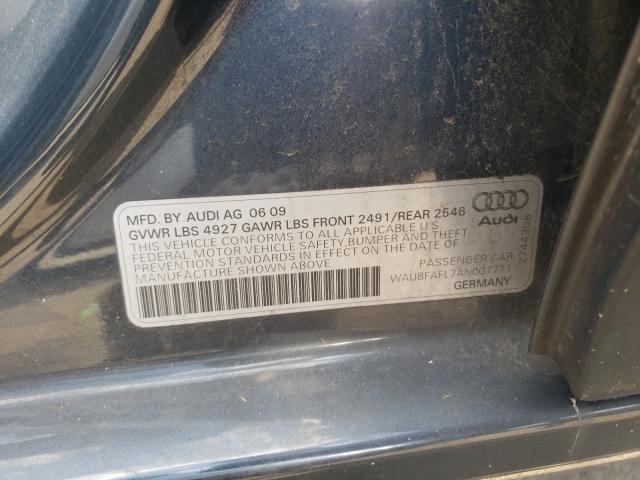 MFD. BY AUDI AG 06 09
GVWR LBS 4927 GAWR LBS FRONT 2491/REAR 2546
THIS VEHICLE CONFORMS TO ALL APPLICABLE U'S
FEDERAL MOTOR VEHICLE SAFETY,BUMPER AND THEFT
PREVENTION STANDARDS IN EFFECT ON THE DATE OF
MANUFACTURE SHOWN ABOVE
Audi
2744308
PASSENGER CAR
WAUBFAFL7AN007771
GERMANY